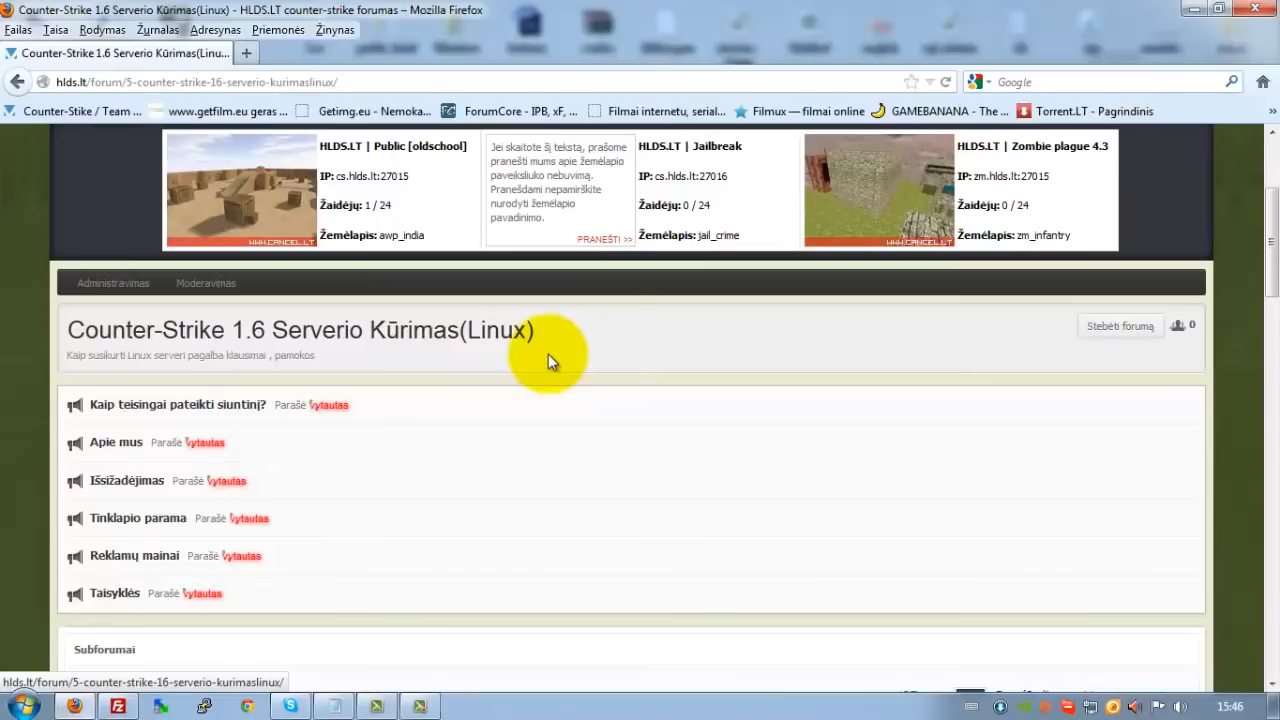 Counter-Strike 1.6 Serverio Kūrimas(Linux) - HLDS.LT counter-strike forumas – Mozilla Firefox
Failas Taisa Rodymas Žurnalas Adresynas Priemonės Žinynas
Counter-Strike 1.6 Serverio Kūrimas(Linu... +
hlds.lt/forum/5-counter-strike-16-serverio-kurimaslinux/ Google
Counter-Stike / Team ... www.getfilm.eu geras ... Getimg.eu - Nemoka... ForumCore - IPB, xF, ... Filmai internetu, serial... Filmux – filmai online GAMEBANANA - The ... Torrent.LT - Pagrindinis »
HLDS.LT | Public [oldschool]
IP: cs.hlds.lt:27015
Žaidėjų: 1 / 24
Žemėlapis: awp_india
WWW.CANCEL.LT
Jei skaitote šį tekstą, prašome
pranešti mums apie žemėlapio
paveiksliuko nebuvimą.
Pranešdami nepamirškite
nurodyti žemėlapio
pavadinimo.
PRANEŠTI >>
HLDS.LT | Jailbreak
IP: cs.hlds.lt:27016
Žaidėjų: 0 / 24
Žemėlapis: jail_crime
WWW.CANCEL.LT
HLDS.LT | Zombie plague 4.3
IP: zm.hlds.lt:27015
Žaidėjų: 0 / 24
Žemėlapis: zm_infantry
Administravimas Moderavimas
Counter-Strike 1.6 Serverio Kūrimas(Linux)
Kaip susikurti Linux serveri pagalba klausimai , pamokos
Stebėti forumą 0
Kaip teisingai pateikti siuntinį? Parašė Vytautas
Apie mus Parašė Vytautas
Išsižadėjimas Parašė Vytautas
Tinklapio parama Parašė Vytautas
Reklamų mainai Parašė Vytautas
Taisyklės Parašė Vytautas
Subforumai
hlds.lt/forum/5-counter-strike-16-serverio-kurimaslinux/
15:46